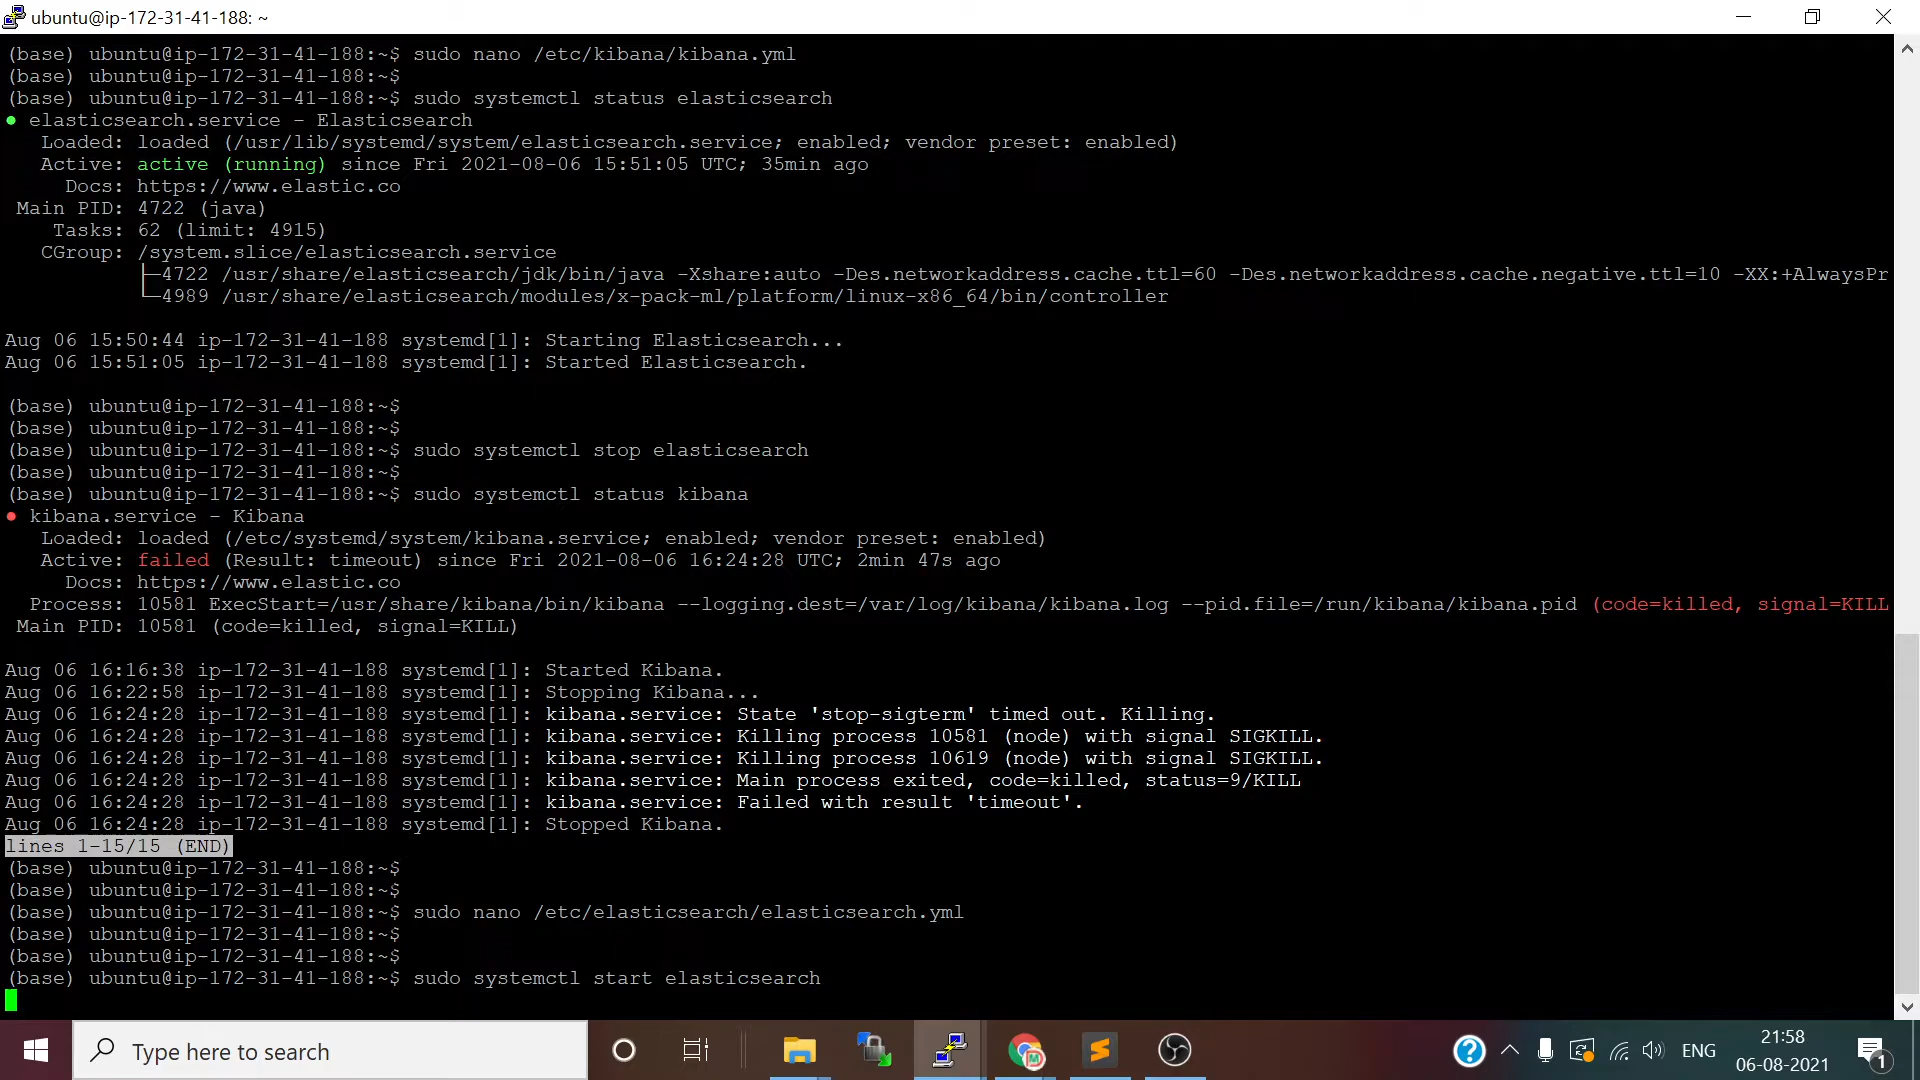 ubuntu@ip-172-31-41-188: ~
(base) ubuntu@ip-172-31-41-188:~$ sudo nano /etc/kibana/kibana.yml
(base) ubuntu@ip-172-31-41-188:~$
(base) ubuntu@ip-172-31-41-188:~$ sudo systemctl status elasticsearch
● elasticsearch.service - Elasticsearch
Loaded: loaded (/usr/lib/systemd/system/elasticsearch.service; enabled; vendor preset: enabled)
Active: active (running) since Fri 2021-08-06 15:51:05 UTC; 35min ago
Docs: https://www.elastic.co
Main PID: 4722 (java)
Tasks: 62 (limit: 4915)
CGroup: /system.slice/elasticsearch.service
├─4722 /usr/share/elasticsearch/jdk/bin/java -Xshare:auto -Des.networkaddress.cache.ttl=60 -Des.networkaddress.cache.negative.ttl=10 -XX:+AlwaysPr
└─4989 /usr/share/elasticsearch/modules/x-pack-ml/platform/linux-x86_64/bin/controller
Aug 06 15:50:44 ip-172-31-41-188 systemd[1]: Starting Elasticsearch...
Aug 06 15:51:05 ip-172-31-41-188 systemd[1]: Started Elasticsearch.
(base) ubuntu@ip-172-31-41-188:~$
(base) ubuntu@ip-172-31-41-188:~$
(base) ubuntu@ip-172-31-41-188:~$ sudo systemctl stop elasticsearch
(base) ubuntu@ip-172-31-41-188:~$
(base) ubuntu@ip-172-31-41-188:~$ sudo systemctl status kibana
● kibana.service - Kibana
Loaded: loaded (/etc/systemd/system/kibana.service; enabled; vendor preset: enabled)
Active: failed (Result: timeout) since Fri 2021-08-06 16:24:28 UTC; 2min 47s ago
Docs: https://www.elastic.co
Process: 10581 ExecStart=/usr/share/kibana/bin/kibana --logging.dest=/var/log/kibana/kibana.log --pid.file=/run/kibana/kibana.pid (code=killed, signal=KILL
Main PID: 10581 (code=killed, signal=KILL)
Aug 06 16:16:38 ip-172-31-41-188 systemd[1]: Started Kibana.
Aug 06 16:22:58 ip-172-31-41-188 systemd[1]: Stopping Kibana...
Aug 06 16:24:28 ip-172-31-41-188 systemd[1]: kibana.service: State 'stop-sigterm' timed out. Killing.
Aug 06 16:24:28 ip-172-31-41-188 systemd[1]: kibana.service: Killing process 10581 (node) with signal SIGKILL.
Aug 06 16:24:28 ip-172-31-41-188 systemd[1]: kibana.service: Killing process 10619 (node) with signal SIGKILL.
Aug 06 16:24:28 ip-172-31-41-188 systemd[1]: kibana.service: Main process exited, code=killed, status=9/KILL
Aug 06 16:24:28 ip-172-31-41-188 systemd[1]: kibana.service: Failed with result 'timeout'.
Aug 06 16:24:28 ip-172-31-41-188 systemd[1]: Stopped Kibana.
lines 1-15/15 (END)
(base) ubuntu@ip-172-31-41-188:~$
(base) ubuntu@ip-172-31-41-188:~$
(base) ubuntu@ip-172-31-41-188:~$ sudo nano /etc/elasticsearch/elasticsearch.yml
(base) ubuntu@ip-172-31-41-188:~$
(base) ubuntu@ip-172-31-41-188:~$
(base) ubuntu@ip-172-31-41-188:~$ sudo systemctl start elasticsearch
Type here to search
M
?
ENG
21:58
06-08-2021
1